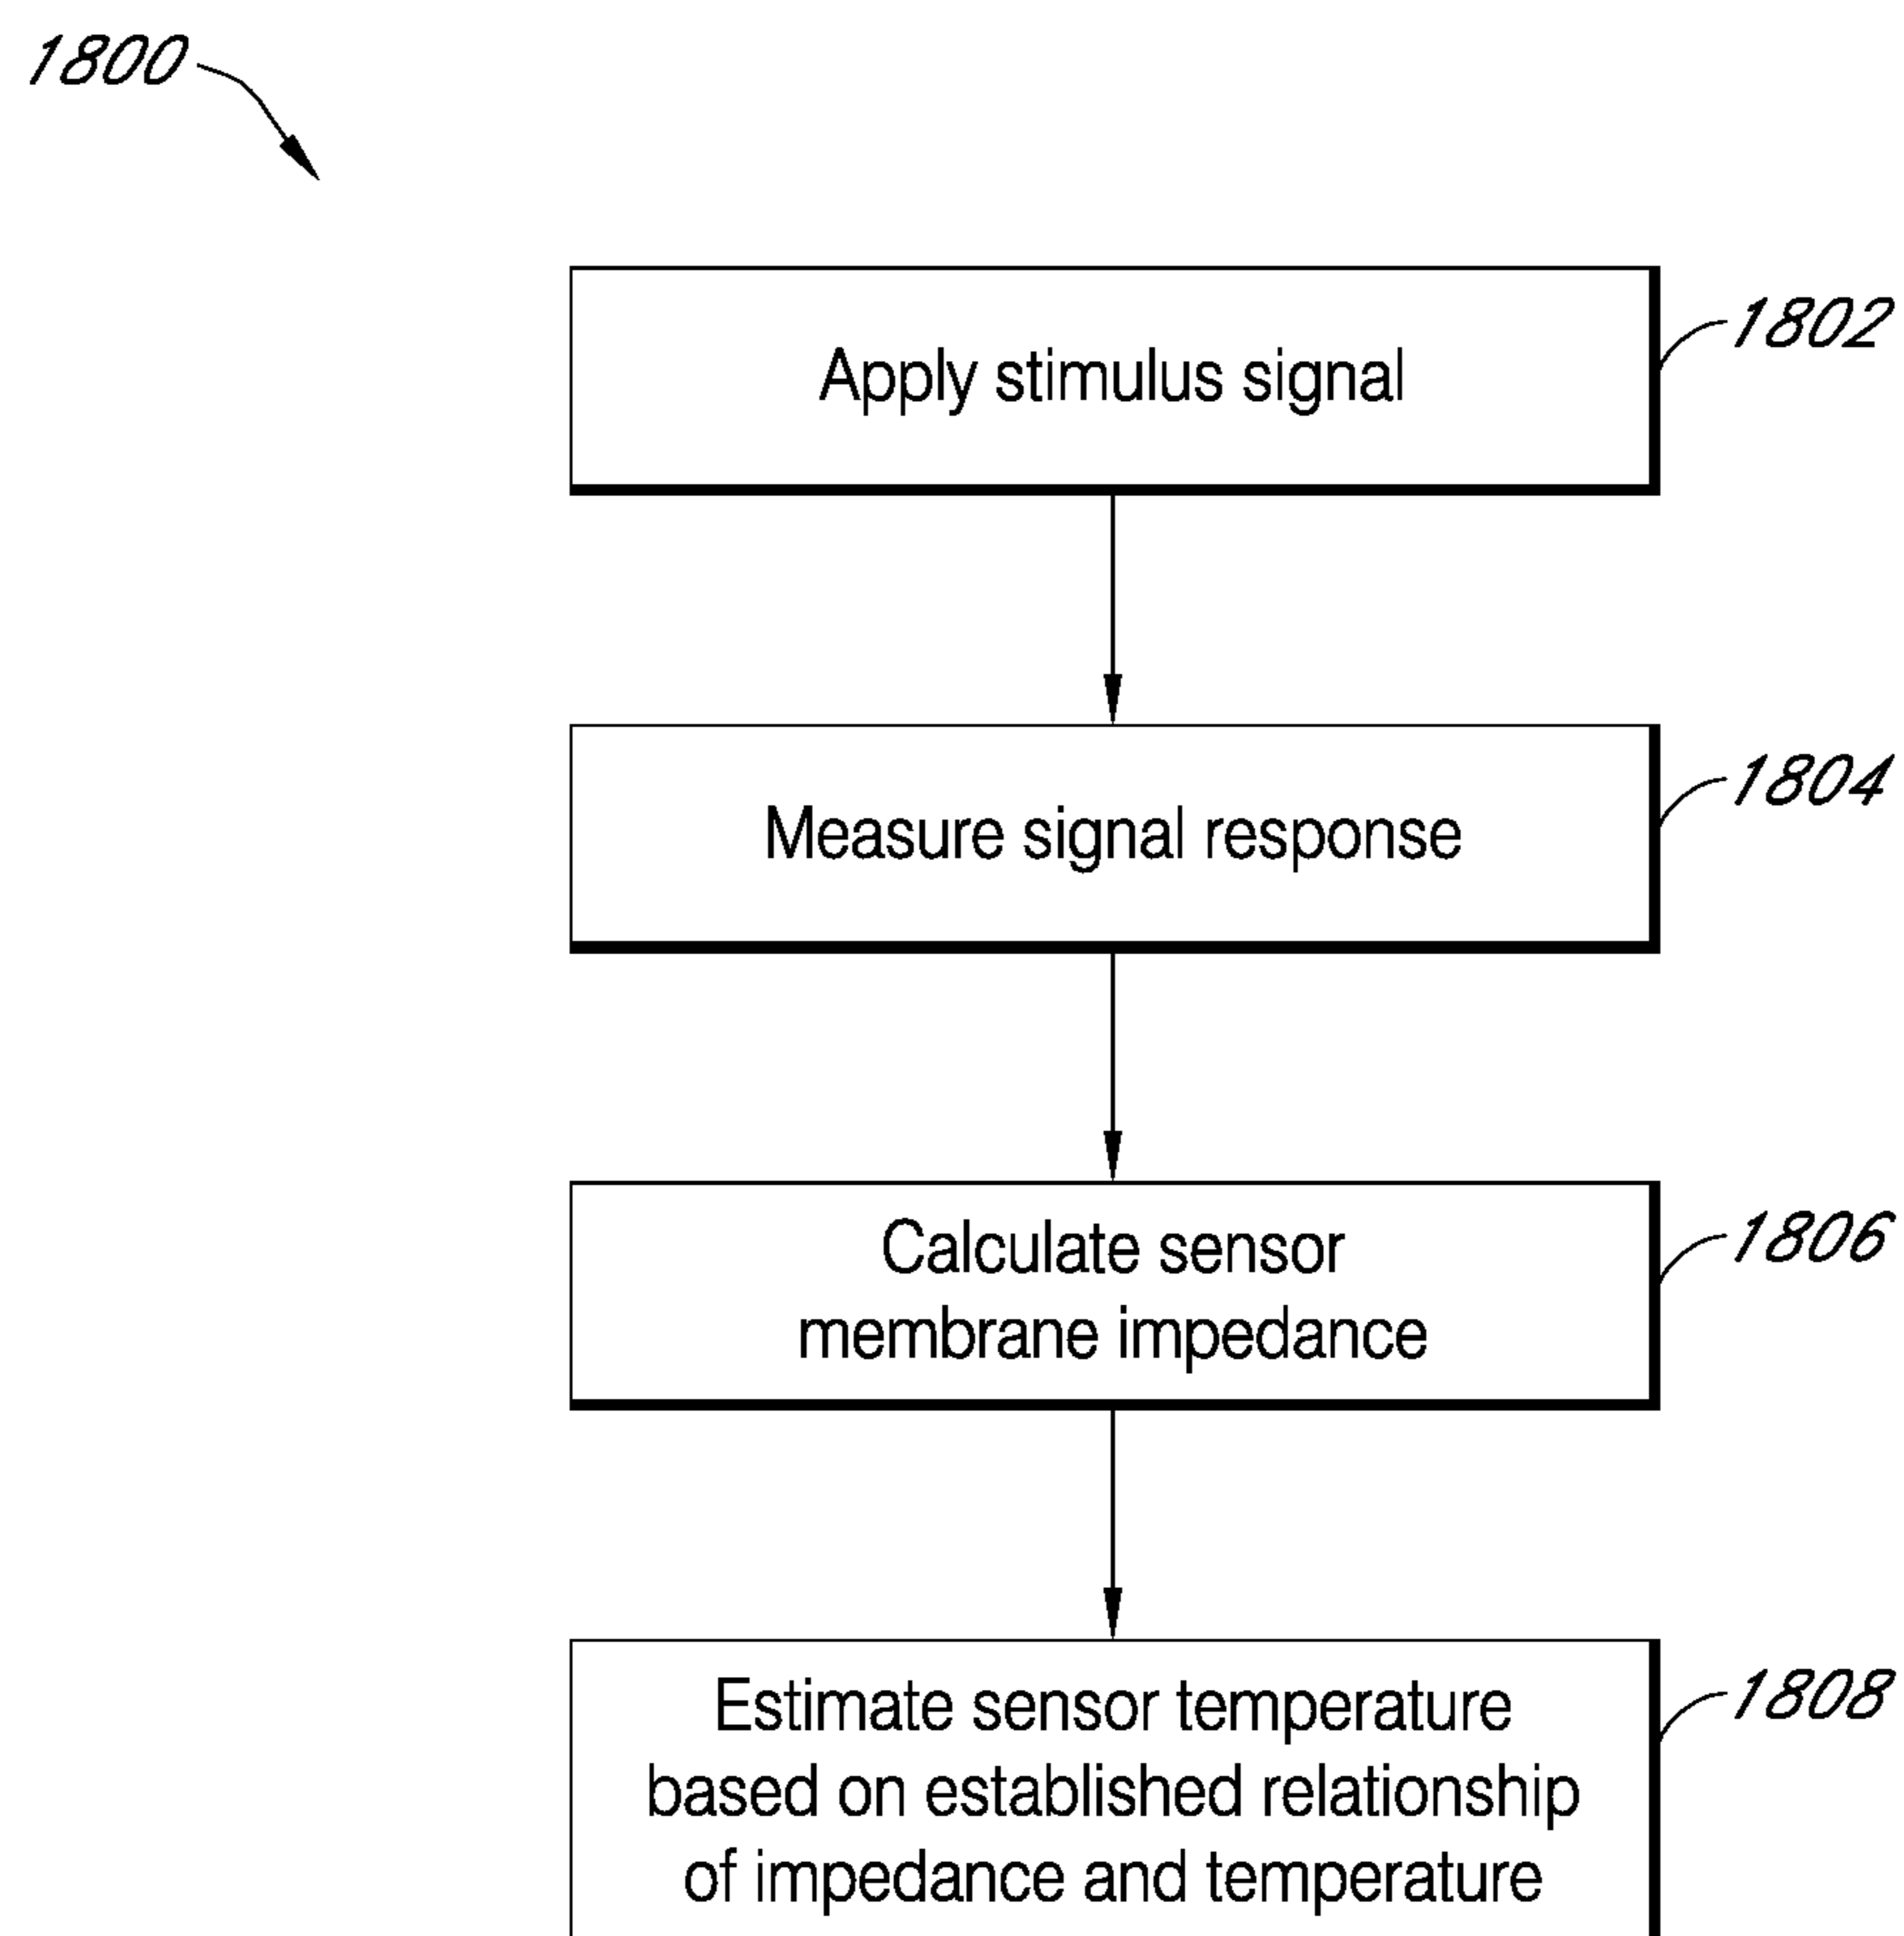 1800
Apply stimulus signal
1802
Measure signal response
1804
Calculate sensor
membrane impedance
1806
Estimate sensor temperature
based on established relationship
of impedance and temperature
1808